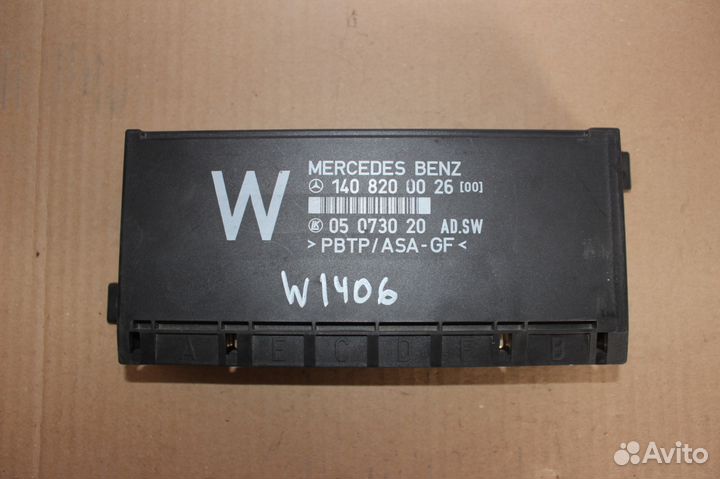 W
MERCEDES BENZ
140 820 00 26 [00]
05 0730 20 AD.SW
>PBTP/ASA-GF<
W1406
A E C D F B
Avito